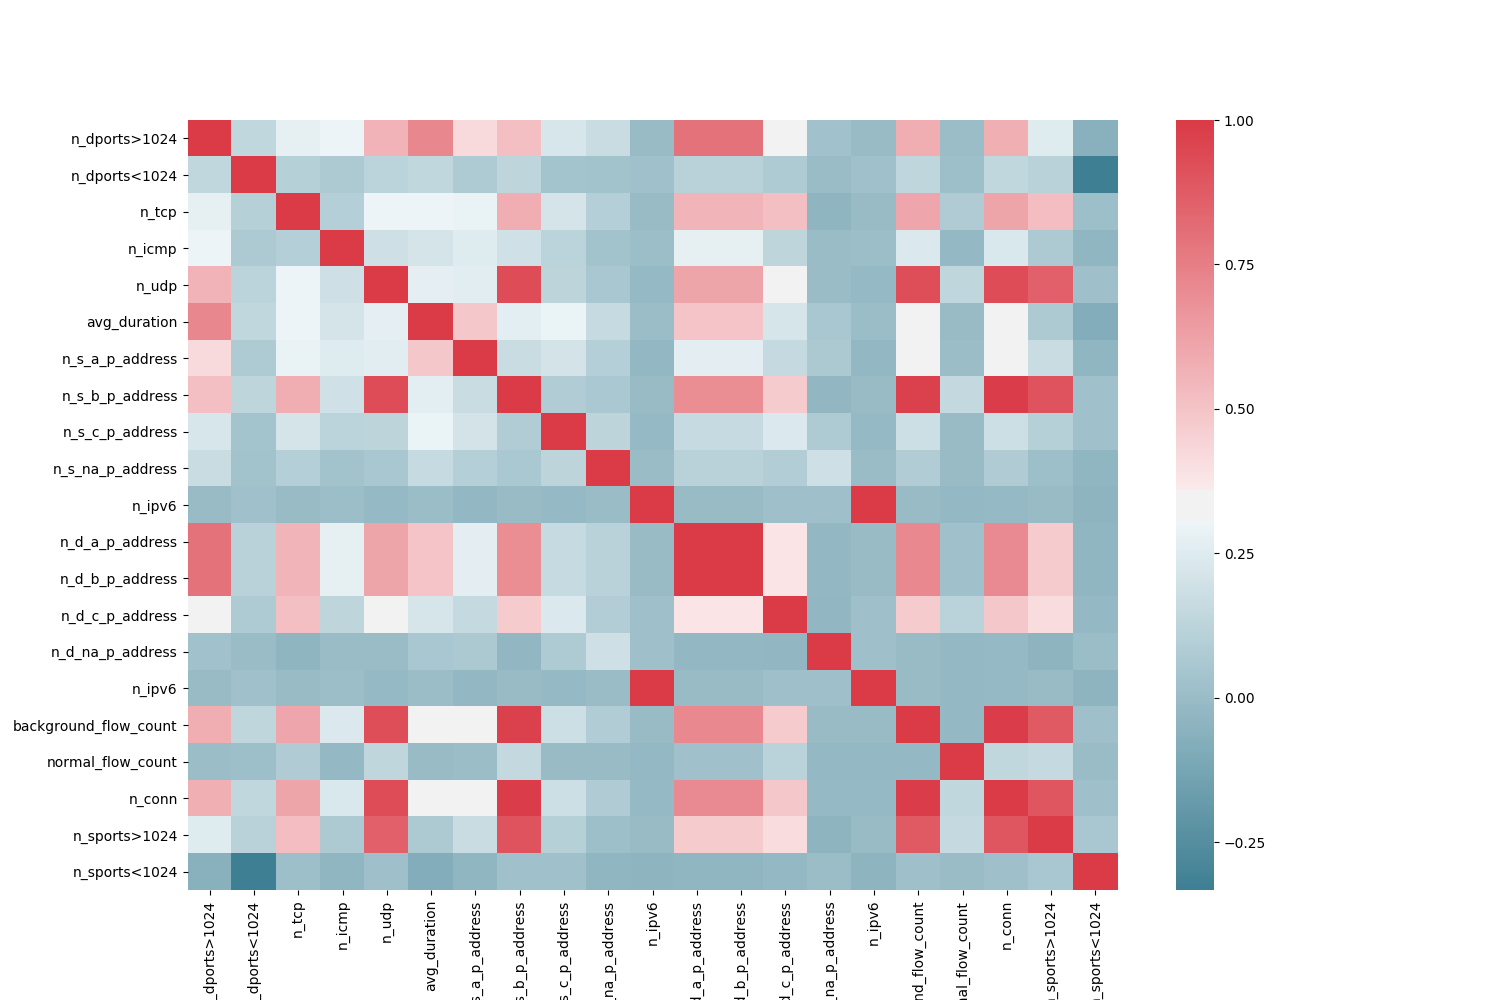 n_dports>1024
n_dports<1024
n_tcp
n_icmp
n_udp
avg_duration
n_s_a_p_address
n_s_b_p_address
n_s_c_p_address
n_s_na_p_address
n_ipv6
n_d_a_p_address
n_d_b_p_address
n_d_c_p_address
n_d_na_p_address
n_ipv6
background_flow_count
normal_flow_count
n_conn
n_sports>1024
n_sports<1024
_dports>1024
_dports<1024
n_tcp
n_icmp
n_udp
avg_duration
s_a_p_address
s_b_p_address
s_c_p_address
na_p_address
n_ipv6
d_a_p_address
d_b_p_address
d_c_p_address
na_p_address
n_ipv6
nd_flow_count
nal_flow_count
n_conn
n_sports>1024
n_sports<1024
1.00
0.75
0.50
0.25
0.00
−0.25